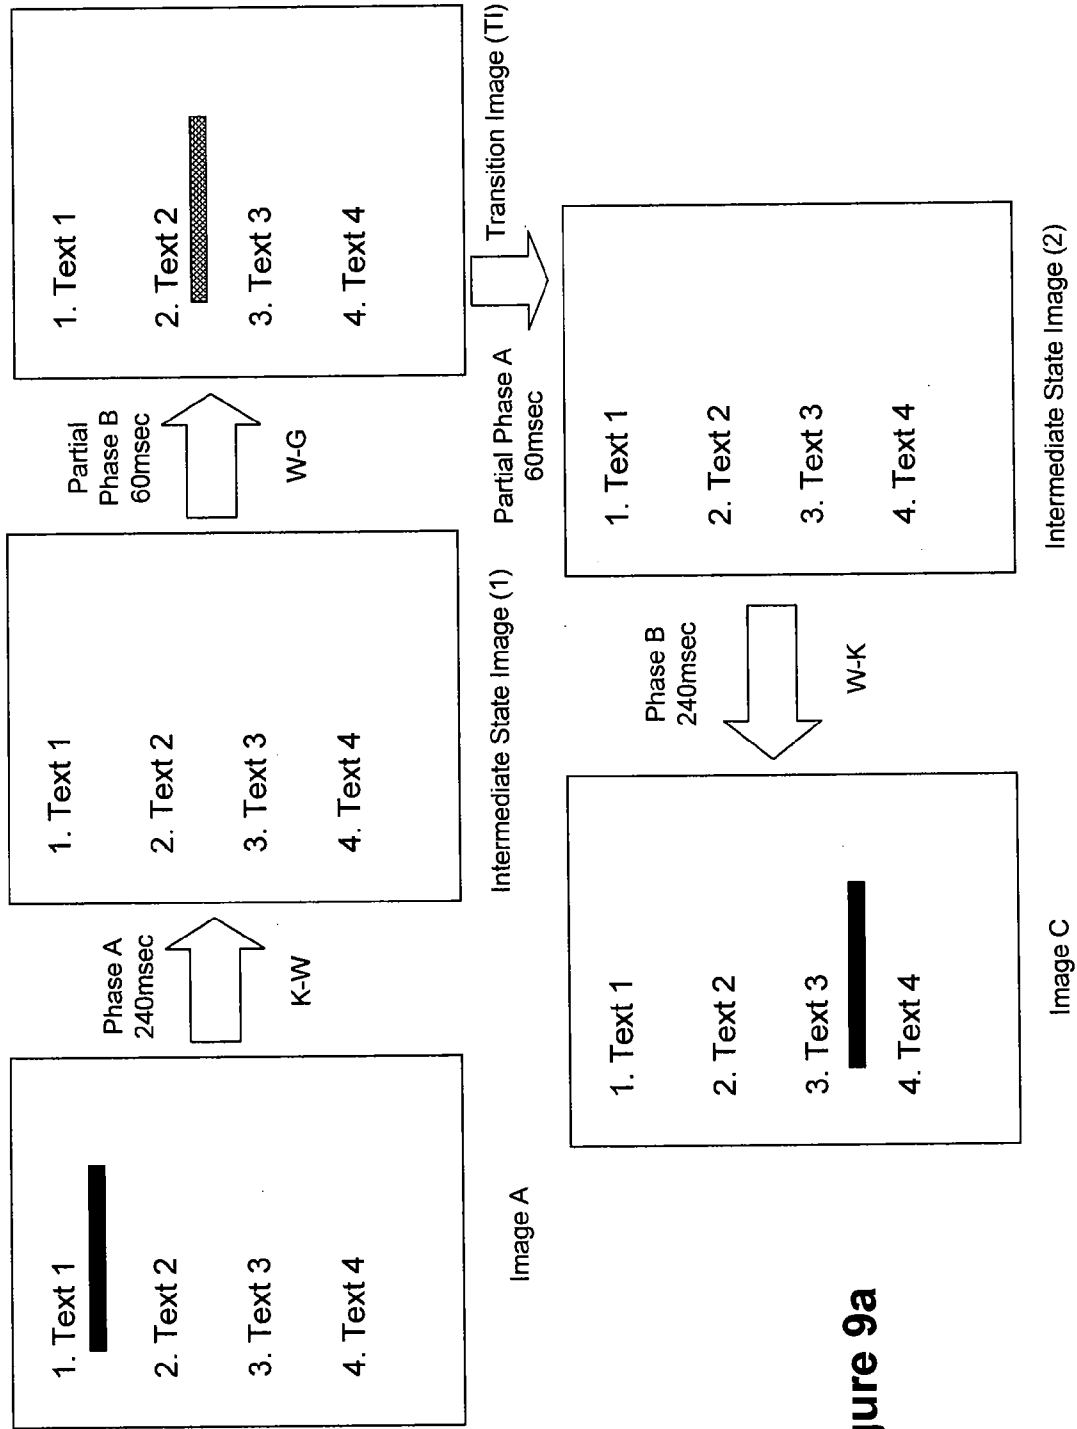 1. Text 1
2. Text 2
3. Text 3
4. Text 4
Image A
Phase A
240msec
K-W
1. Text 1
2. Text 2
3. Text 3
4. Text 4
Intermediate State Image (1)
Partial
Phase B
60msec
W-G
1. Text 1
2. Text 2
3. Text 3
4. Text 4
Transition Image (TI)
Partial Phase A
60msec
1. Text 1
2. Text 2
3. Text 3
4. Text 4
Intermediate State Image (2)
Phase B
240msec
W-K
1. Text 1
2. Text 2
3. Text 3
4. Text 4
Image C
gure 9a